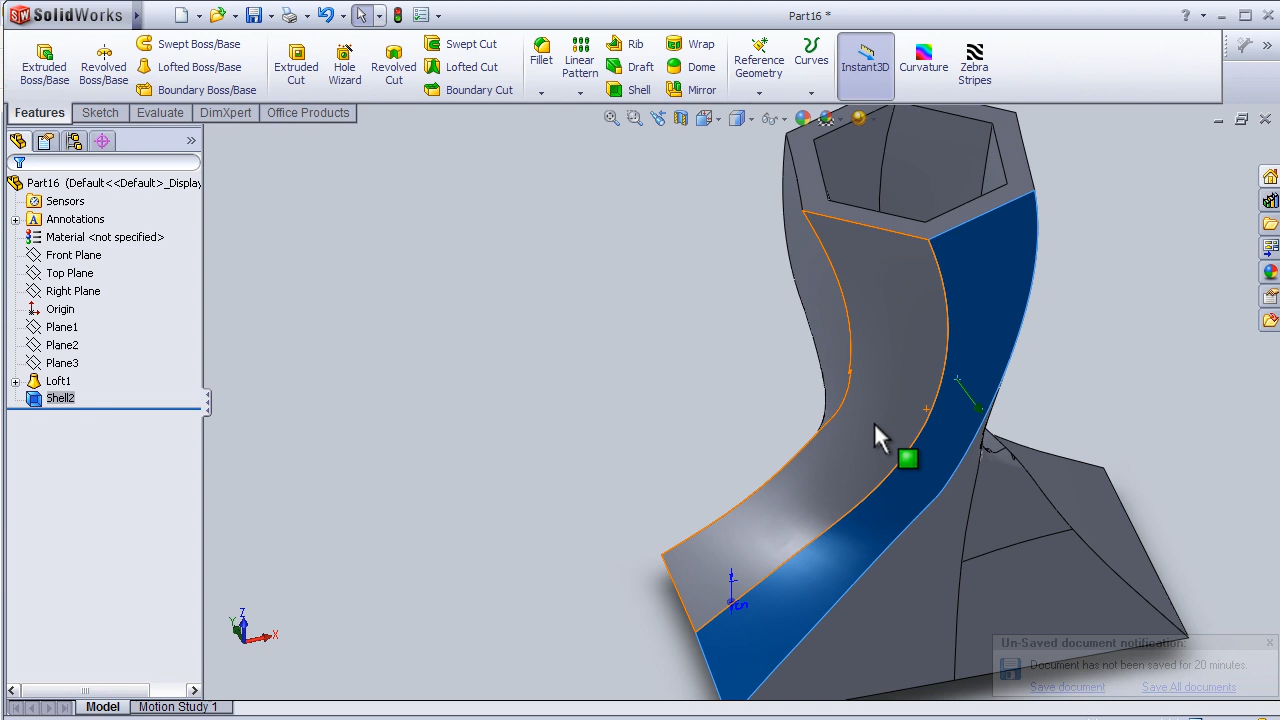 SW SolidWorks
Part16 *
Extruded Boss/Base
Revolved Boss/Base
Swept Boss/Base
Lofted Boss/Base
Boundary Boss/Base
Extruded Cut
Hole Wizard
Revolved Cut
Swept Cut
Lofted Cut
Boundary Cut
Fillet
Linear Pattern
Rib
Draft
Shell
Wrap
Dome
Mirror
Reference Geometry
Curves
Instant3D
Curvature
Zebra Stripes
Features
Sketch
Evaluate
DimXpert
Office Products
Part16 (Default<<Default>_Display
Sensors
A Annotations
Material <not specified>
Front Plane
Top Plane
Right Plane
Origin
Plane1
Plane2
Plane3
Loft1
Shell2
Z
Y
X
Un-Saved document notification:
Document has not been saved for 20 minutes.
Save document
Save All documents
Model
Motion Study 1